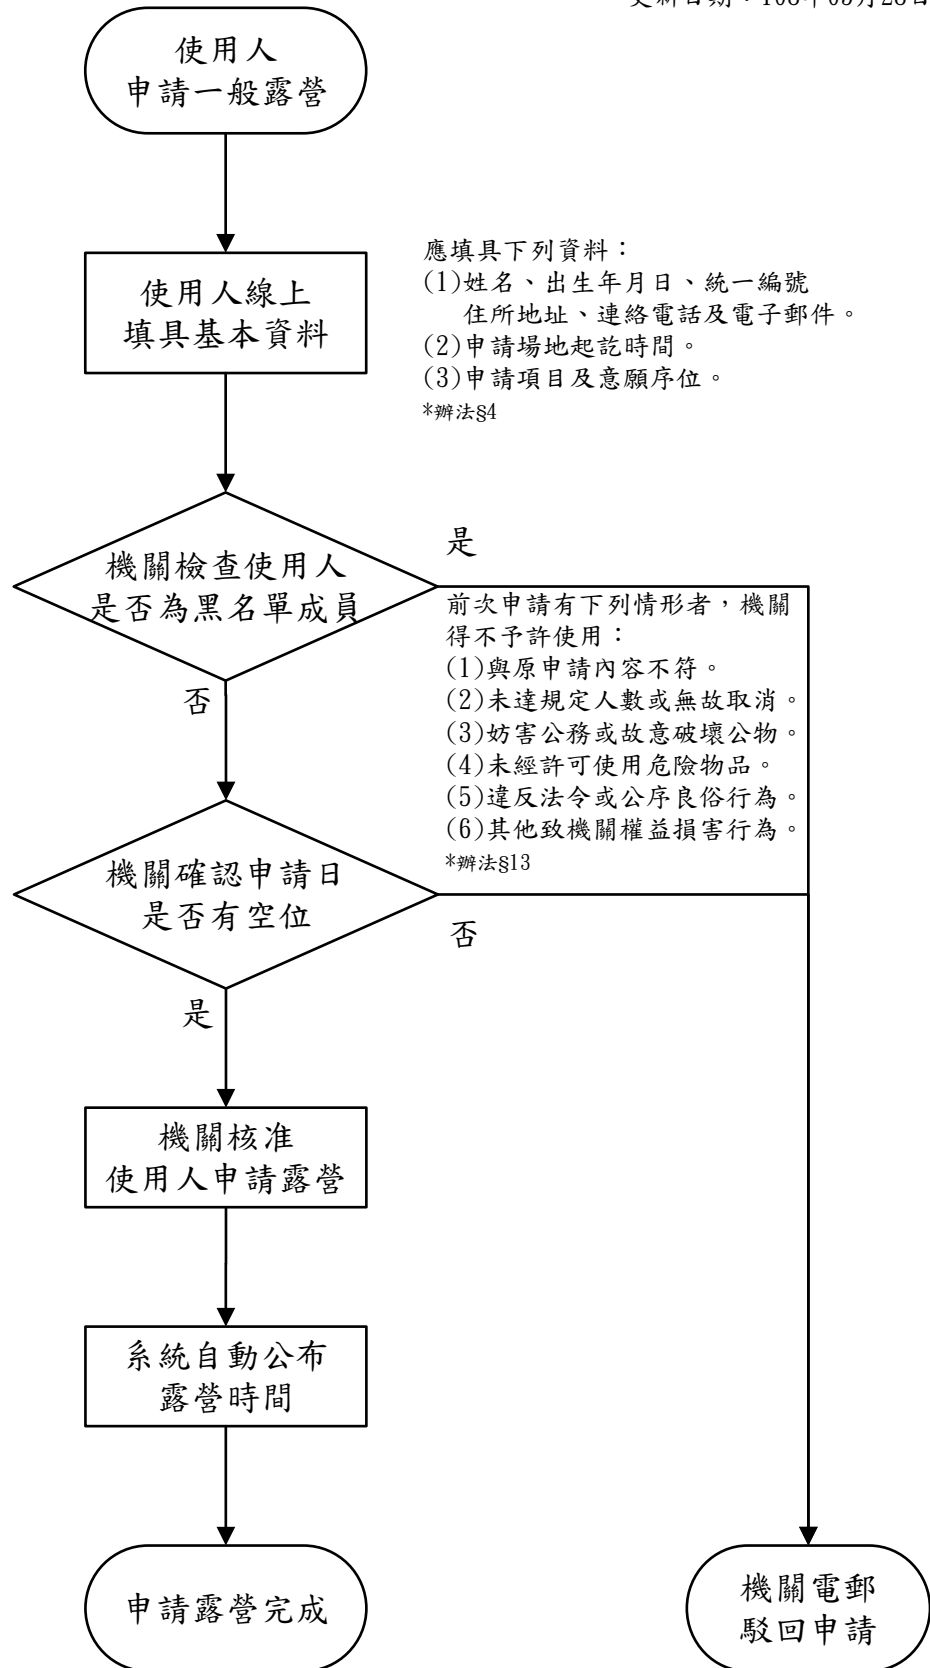 使用人
申請一般露營
使用人線上
填具基本資料
應填具下列資料：
(1)姓名、出生年月日、統一編號
住所地址、連絡電話及電子郵件。
(2)申請場地起訖時間。
(3)申請項目及意願序位。
*辦法§4
機關檢查使用人
是否為黑名單成員
是
前次申請有下列情形者，機關
得不予許使用：
(1)與原申請內容不符。
(2)未達規定人數或無故取消。
(3)妨害公務或故意破壞公物。
(4)未經許可使用危險物品。
(5)違反法令或公序良俗行為。
(6)其他致機關權益損害行為。
*辦法§13
否
機關確認申請日
是否有空位
否
是
機關核准
使用人申請露營
系統自動公布
露營時間
申請露營完成
機關電郵
駁回申請